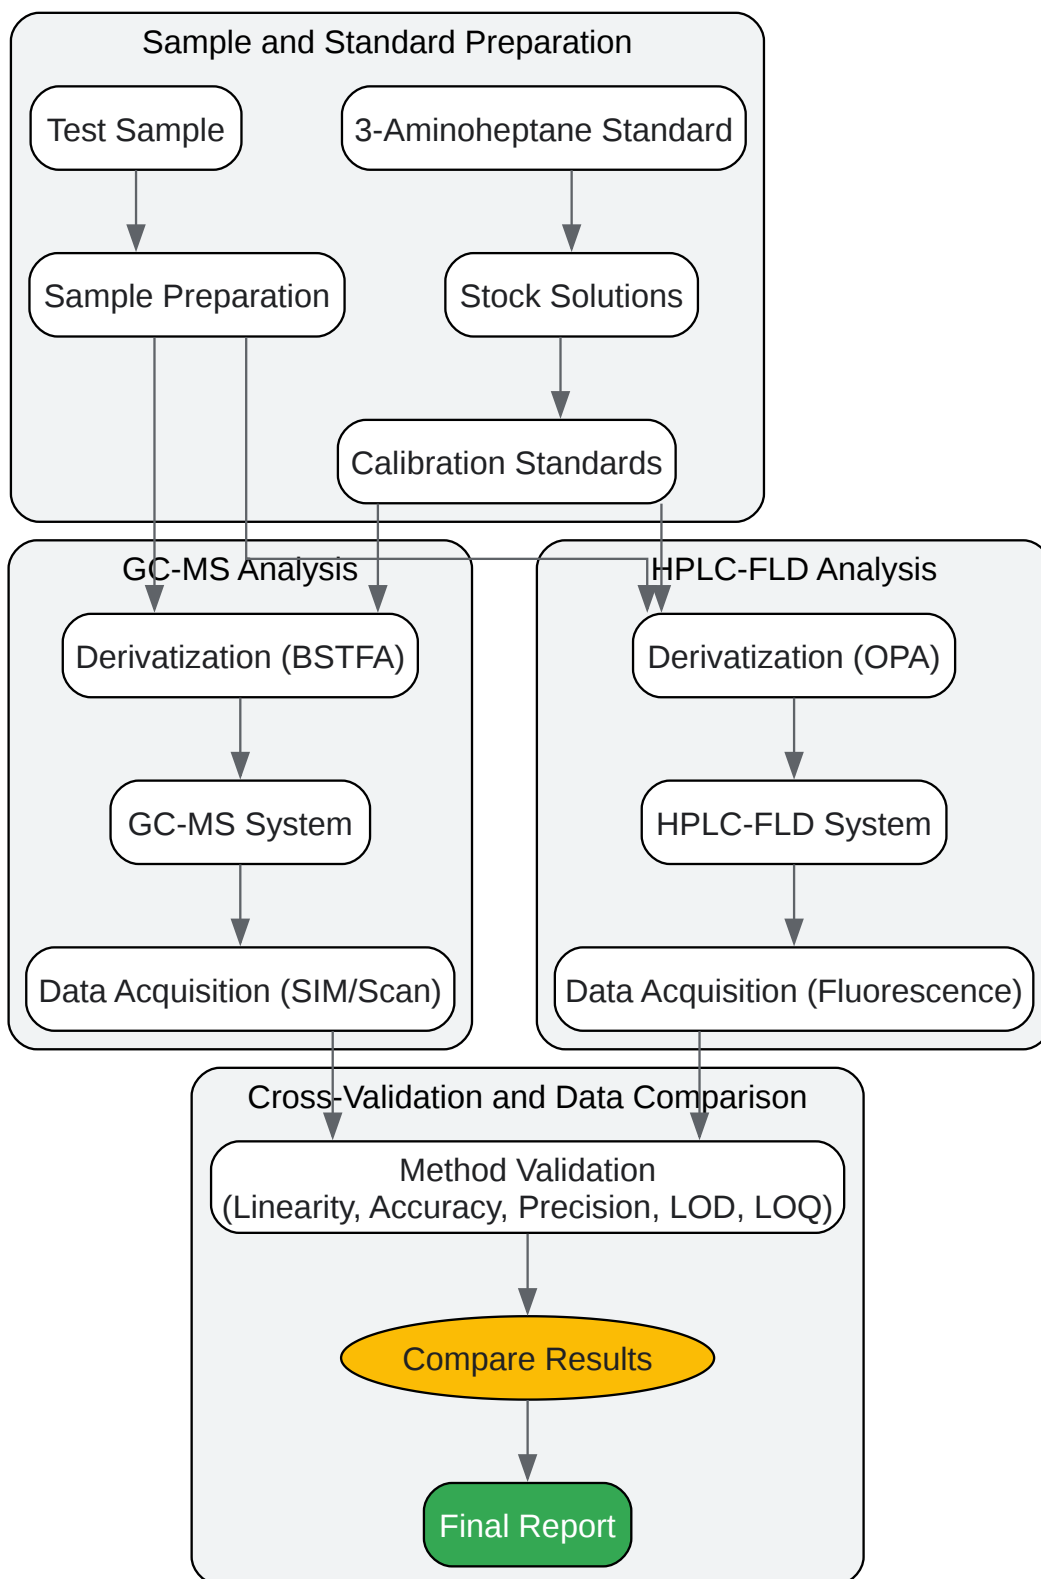 Sample and Standard Preparation
Test Sample
3-Aminoheptane Standard
Sample Preparation
Stock Solutions
Calibration Standards
GC-MS Analysis
HPLC-FLD Analysis
Derivatization (BSTFA)
Derivatization (OPA)
GC-MS System
HPLC-FLD System
Data Acquisition (SIM/Scan)
Data Acquisition (Fluorescence)
Cross-Validation and Data Comparison
Method Validation
(Linearity, Accuracy, Precision, LOD, LOQ)
Compare Results
Final Report